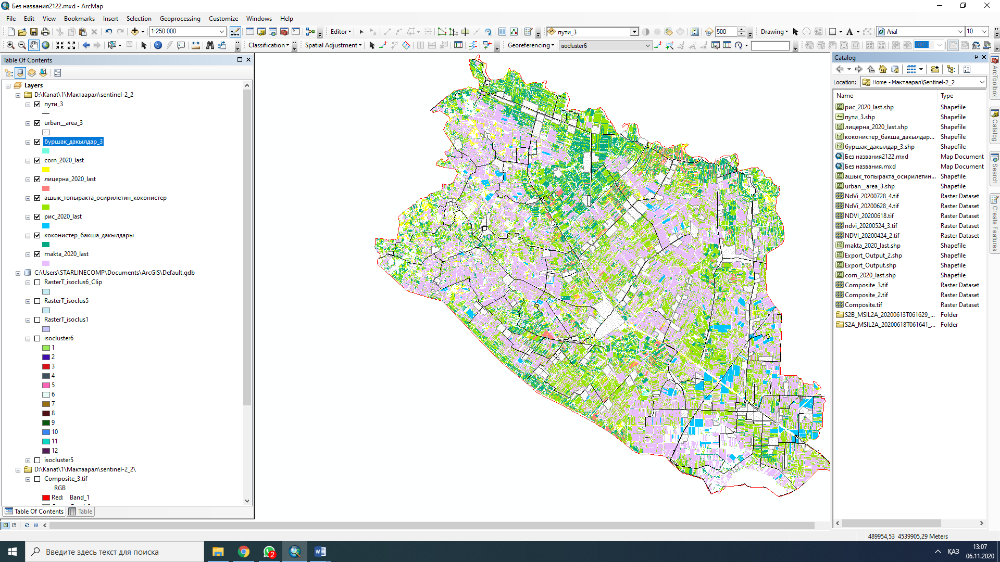 Без названия2122.mxd - ArcMap
File Edit View Bookmarks Insert Selection Geoprocessing Customize Windows Help
1:250 000
Editor
пути_3
500
Drawing
Arial
10
Classification
Spatial Adjustment
Georeferencing
isocluster6
100%
Table Of Contents
Layers
D:\Kanat\1\Мактаарал\sentinel-2_2
пути_3
urban__area_3
буршак_дакылдар_3
corn_2020_last
лицерна_2020_last
ашык_топыракта_осирилетин_коконистер
рис_2020_last
коконистер_бакша_дакылдары
makta_2020_last
C:\Users\STARLINECOMP\Documents\ArcGIS\Default.gdb
RasterT_isoclus6_Clip
RasterT_isoclus5
RasterT_isoclus1
isocluster6
1
2
3
4
5
6
7
8
9
10
11
12
isocluster5
D:\Kanat\1\Мактаарал\sentinel-2_2\
Composite_3.tif
RGB
Red: Band_1
Table Of Contents Table
Catalog
Location: Home - Мактаарал\Sentinel-2_2
Name Type
рис_2020_last.shp Shapefile
пути_3.shp Shapefile
лицерна_2020_last.shp Shapefile
коконистер_бакша_дакылдар... Shapefile
буршак_дакылдар_3.shp Shapefile
Без названия2122.mxd Map Document
Без названия.mxd Map Document
ашык_топыракта_осирилетин... Shapefile
urban__area_3.shp Shapefile
NdVi_20200728_4.tif Raster Dataset
NdVi_20200628_4.tif Raster Dataset
NDVI_20200618.tif Raster Dataset
ndvi_20200524_3.tif Raster Dataset
NDVI_20200424_2.tif Raster Dataset
makta_2020_last.shp Shapefile
Export_Output_2.shp Shapefile
Export_Output.shp Shapefile
corn_2020_last.shp Shapefile
Composite_3.tif Raster Dataset
Composite_2.tif Raster Dataset
Composite.tif Raster Dataset
S2B_MSIL2A_20200613T061629_... Folder
S2A_MSIL2A_20200618T061641_... Folder
ArcToolbox
Catalog
Search
Create Features
489954,53 4539905,29 Meters
Введите здесь текст для поиска
2
ҚАЗ
13:07
06.11.2020